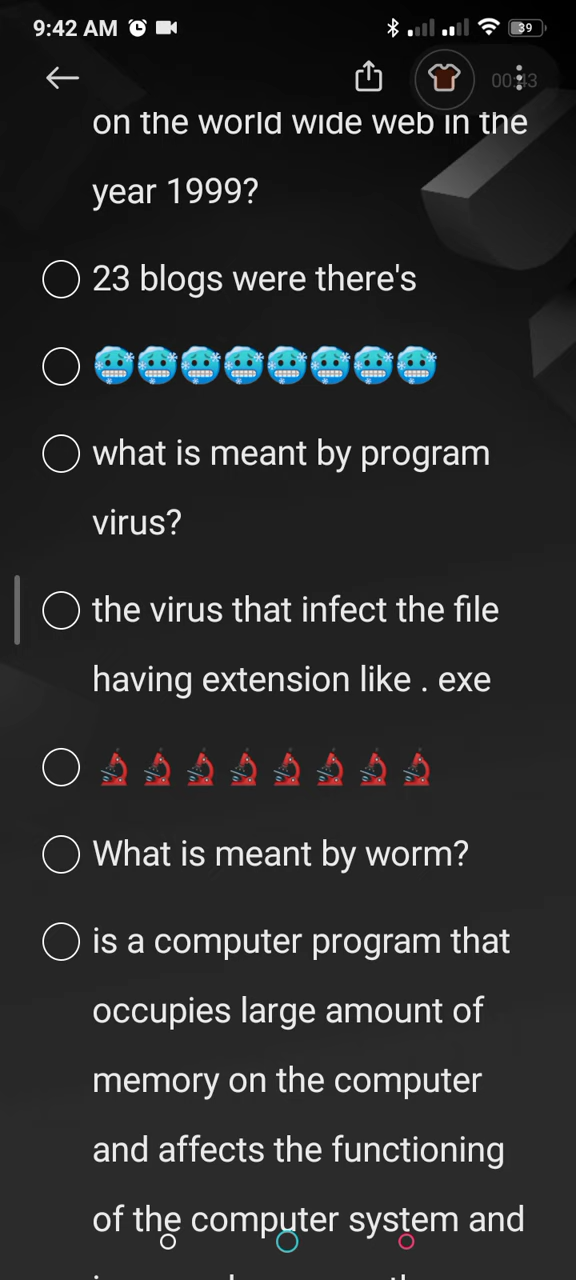 9:42 AM
39
00:43
on the world wide web in the
year 1999?
23 blogs were there's
🥶🥶🥶🥶🥶🥶🥶🥶
what is meant by program
virus?
the virus that infect the file
having extension like . exe
🔬🔬🔬🔬🔬🔬🔬🔬
What is meant by worm?
is a computer program that
occupies large amount of
memory on the computer
and affects the functioning
of the computer system and